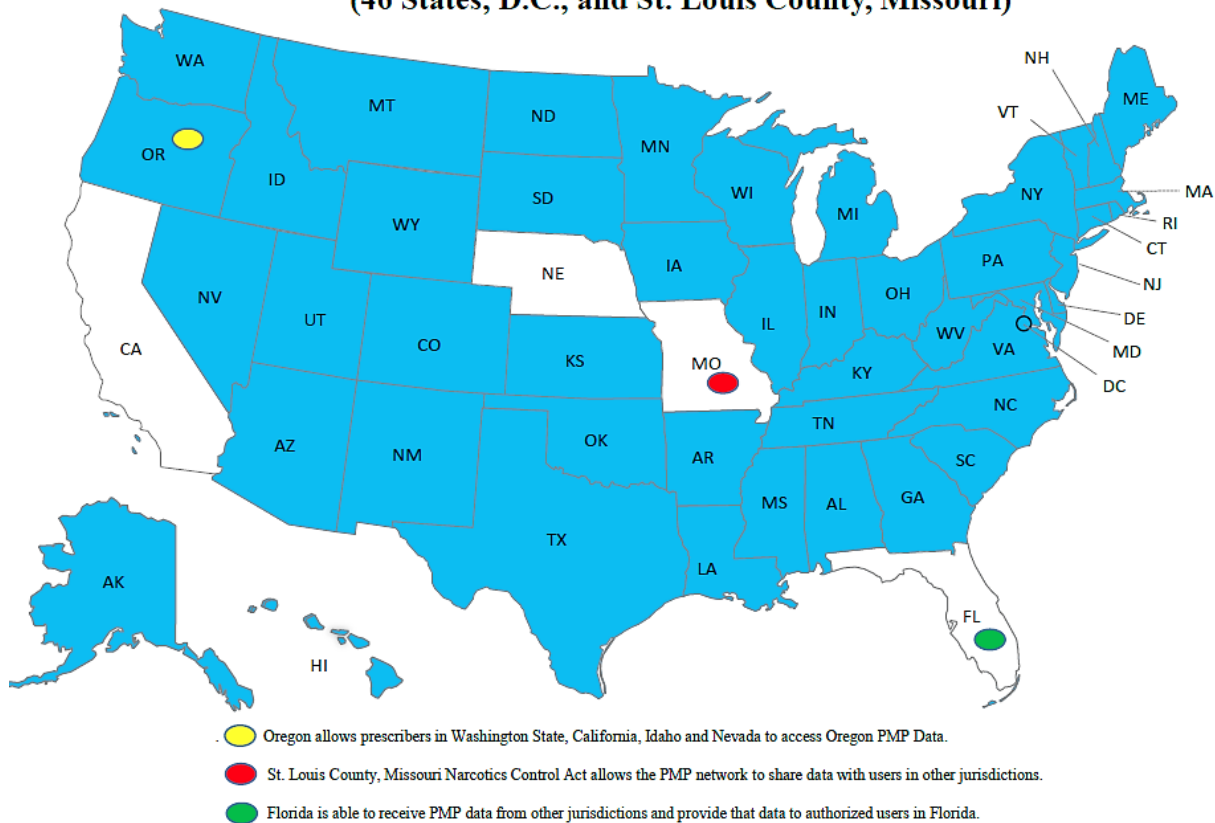 (46 States, D.C., and St. Louis County, Missouri)
WA
MT
ND
MN
NH
ME
VT
OR
ID
SD
WI
MI
NY
MA
WY
RI
CT
IA
NE
PA
NJ
NV
UT
IL
IN
OH
DE
CA
CO
KS
MO
WV
VA
MD
KY
DC
NC
AZ
NM
OK
TN
AR
SC
MS
AL
GA
TX
LA
AK
FL
HI
. Oregon allows prescribers in Washington State, California, Idaho and Nevada to access Oregon PMP Data.
St. Louis County, Missouri Narcotics Control Act allows the PMP network to share data with users in other jurisdictions.
Florida is able to receive PMP data from other jurisdictions and provide that data to authorized users in Florida.